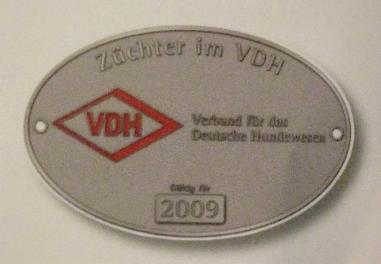 Züchter im VDH
VDH
Verband für das
Deutsche Hundewesen
Gültig für
2009